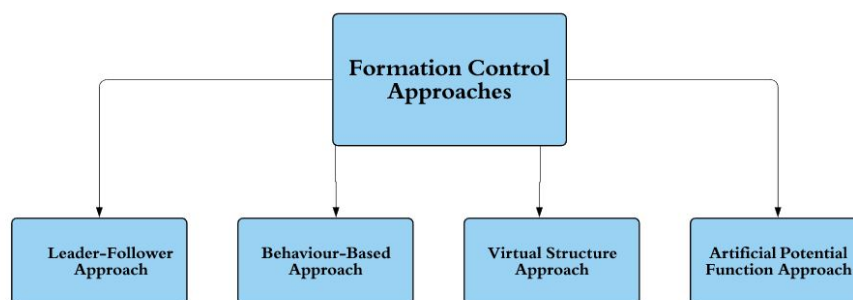 Formation Control
Approaches
Leader-Follower
Approach
Behaviour-Based
Approach
Virtual Structure
Approach
Artificial Potential
Function Approach